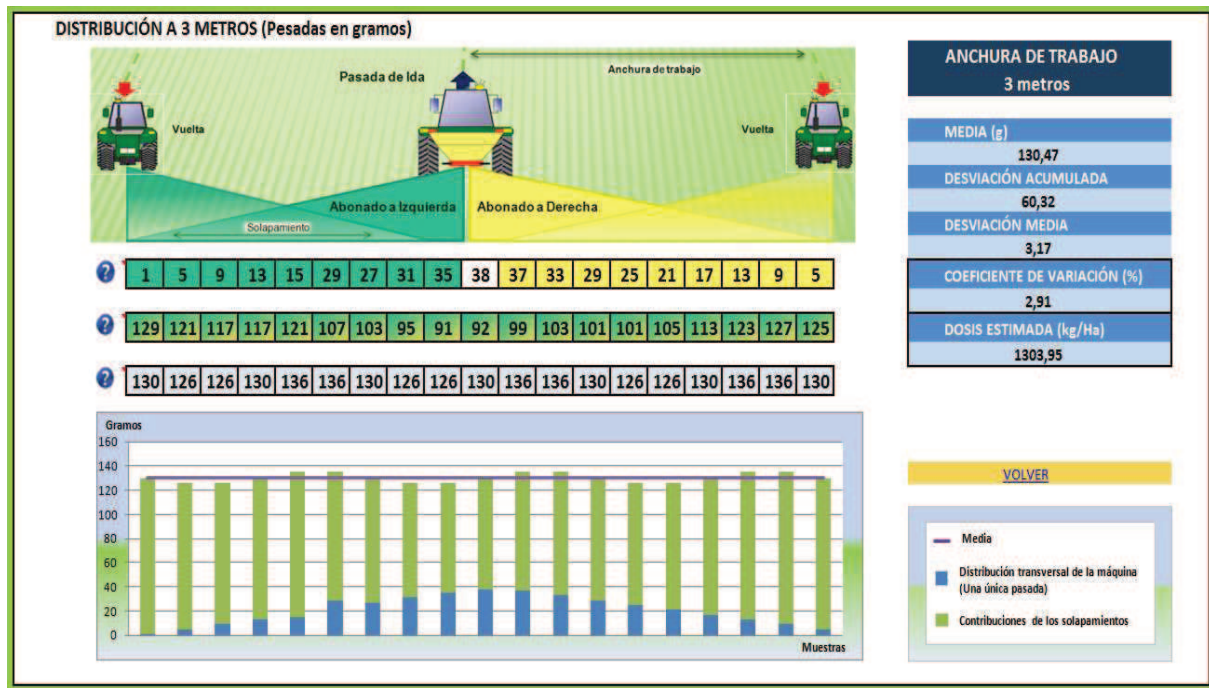 DISTRIBUCIÓN A 3 METROS (Pesadas en gramos)
Pasada de Ida
Anchura de trabajo
Vuelta
Vuelta
Abonado a Izquierda
Abonado a Derecha
Solapamiento
1 5 9 13 15 29 27 31 35 38 37 33 29 25 21 17 13 9 5
129 121 117 117 121 107 103 95 91 92 99 103 101 101 105 113 123 127 125
130 126 126 130 136 136 130 126 126 130 136 136 130 126 126 130 136 136 130
Gramos
160
140
120
100
80
60
40
20
0
Muestras
ANCHURA DE TRABAJO
3 metros
MEDIA (g)
130,47
DESVIACIÓN ACUMULADA
60,32
DESVIACIÓN MEDIA
3,17
COEFICIENTE DE VARIACIÓN (%)
2,91
DOSIS ESTIMADA (kg/Ha)
1303,95
VOLVER
Media
Distribución transversal de la máquina
(Una única pasada)
Contribuciones de los solapamientos